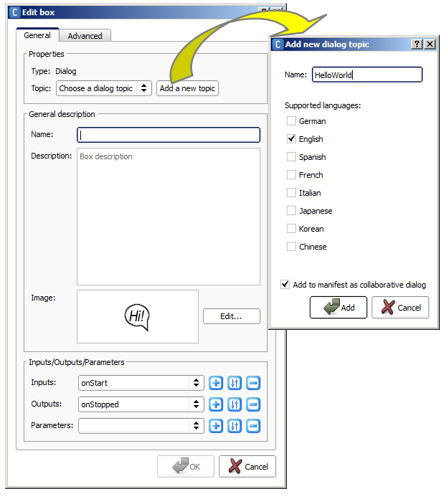 Edit box
General Advanced
Properties
Type: Dialog
Topic: Choose a dialog topic Add a new topic
General description
Name:
Description: Box description
Image: Hi! Edit...
Inputs/Outputs/Parameters
Inputs: onStart
Outputs: onStopped
Parameters:
OK Cancel
Add new dialog topic
Name: HelloWorld
Supported languages:
German
English
Spanish
French
Italian
Japanese
Korean
Chinese
Add to manifest as collaborative dialog
Add Cancel